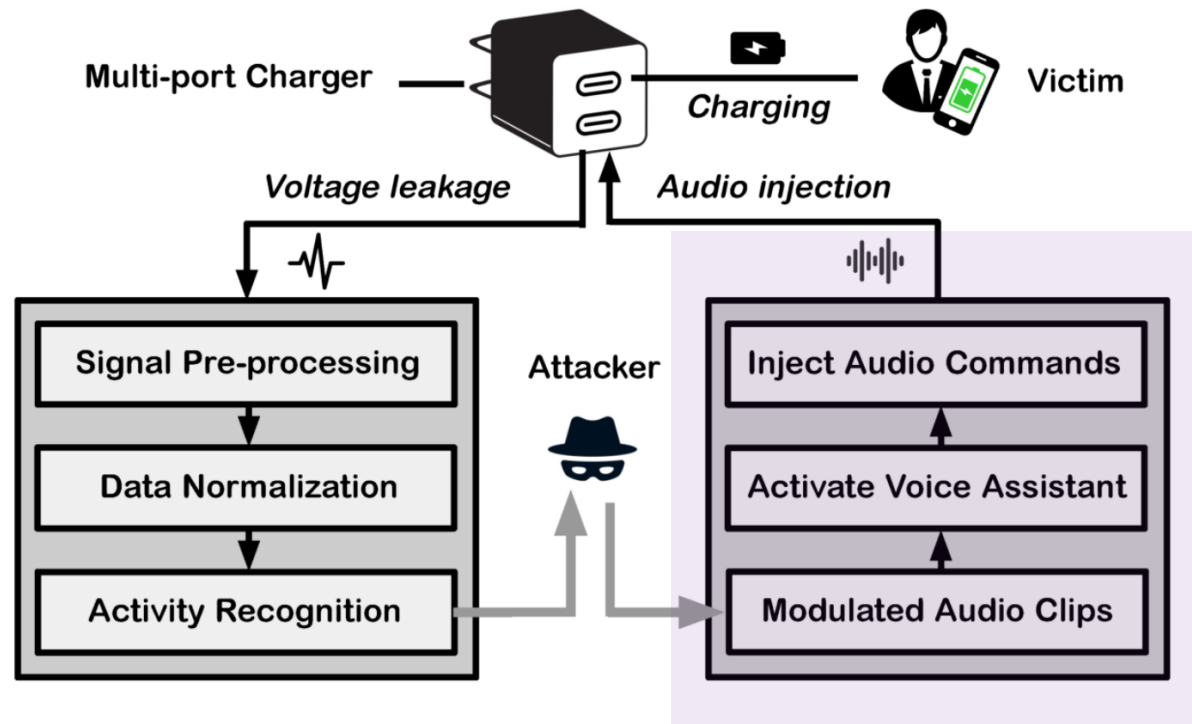 Multi-port Charger
Charging
Victim
Voltage leakage
Audio injection
Signal Pre-processing
Data Normalization
Activity Recognition
Attacker
Inject Audio Commands
Activate Voice Assistant
Modulated Audio Clips